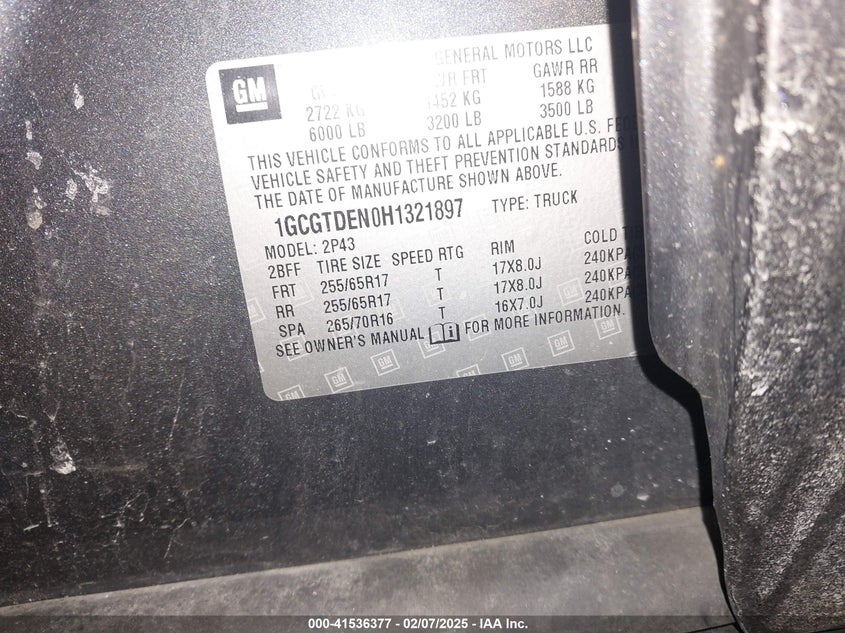 GM
GENERAL MOTORS LLC
FRT GAWR RR
2722 KG 1452 KG 1588 KG
6000 LB 3200 LB 3500 LB
THIS VEHICLE CONFORMS TO ALL APPLICABLE U.S.
VEHICLE SAFETY AND THEFT PREVENTION STANDARDS
THE DATE OF MANUFACTURE SHOWN ABOVE.
1GCGTDEN0H1321897 TYPE: TRUCK
MODEL: 2P43
2BFF TIRE SIZE SPEED RTG RIM COLD
FRT 255/65R17 T 17X8.0J 240KPA
RR 255/65R17 T 17X8.0J 240KPA
SPA 265/70R16 T 16X7.0J 240KPA
SEE OWNER'S MANUAL FOR MORE INFORMATION.
000-41536377 - 02/07/2025 - IAA Inc.